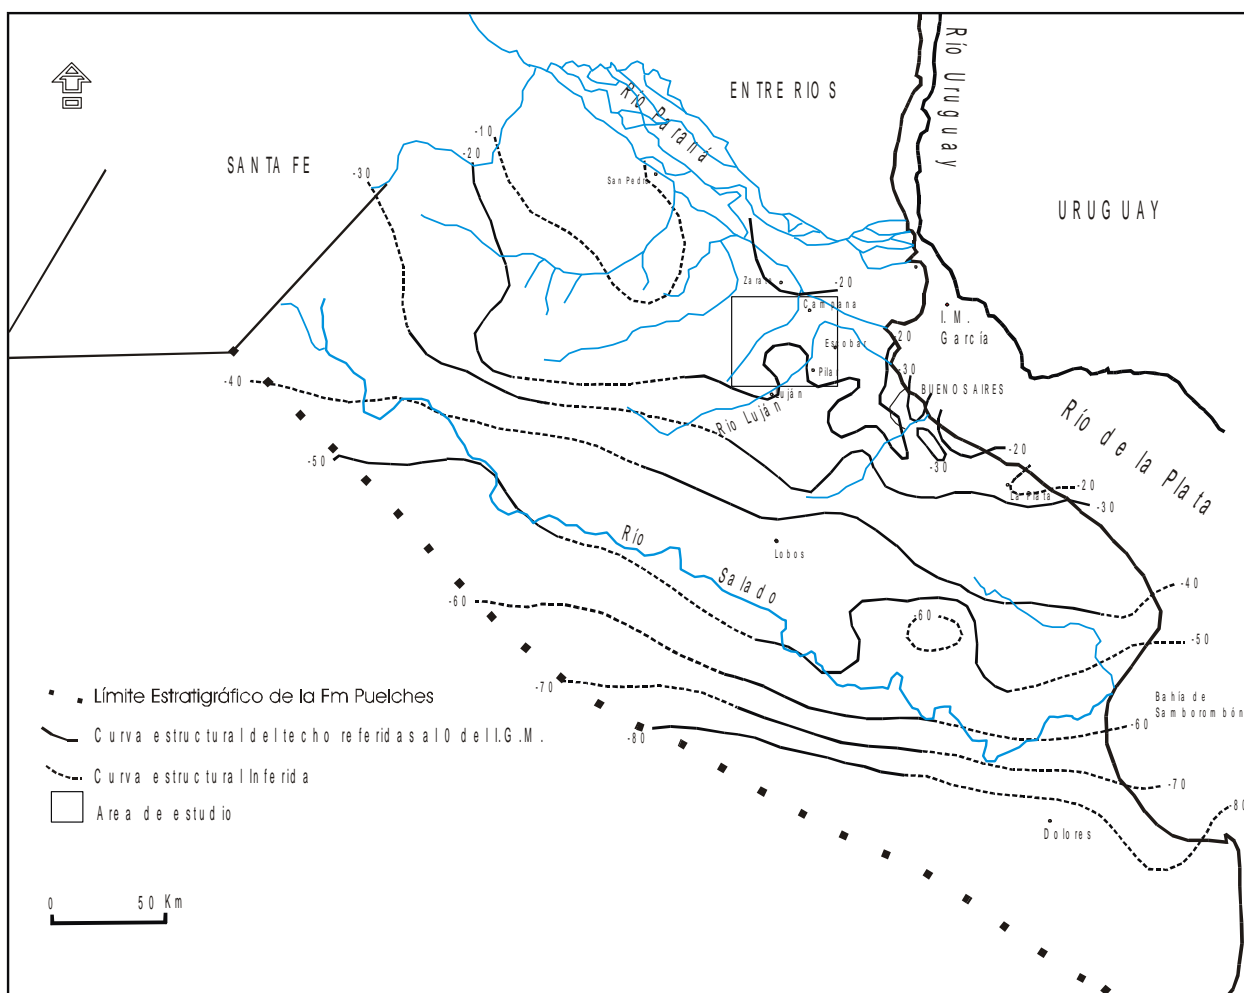 ENTRE RIOS
Río Uruguay
Río Paraná
SANTA FE
URUGUAY
-10
-20
-30
San Pedro
Zarate
-20
Campana
I.M.
García
20
Escobar
-30
Pilar
-40
BUENOS AIRES
Luján
Río Luján
Río de la Plata
-20
-50
-30
-20
La Plata
-30
Río
Salado
Lobos
-40
-60
-60
-50
-70
Bahía de
Samborombón
-60
-80
-70
-80
Dolores
Límite Estratigráfico de la Fm Puelches
Curva estructural del techo referidas al 0 del I.G.M.
Curva estructural Inferida
Area de estudio
0 50 Km